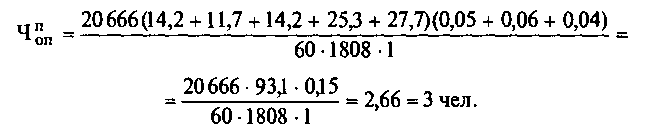 Ч^п_оп = 20 666(14,2 + 11,7 + 14,2 + 25,3 + 27,7)(0,05 + 0,06 + 0,04) / 60 · 1808 · 1 =
= 20 666 · 93,1 · 0,15 / 60 · 1808 · 1 = 2,66 = 3 чел.